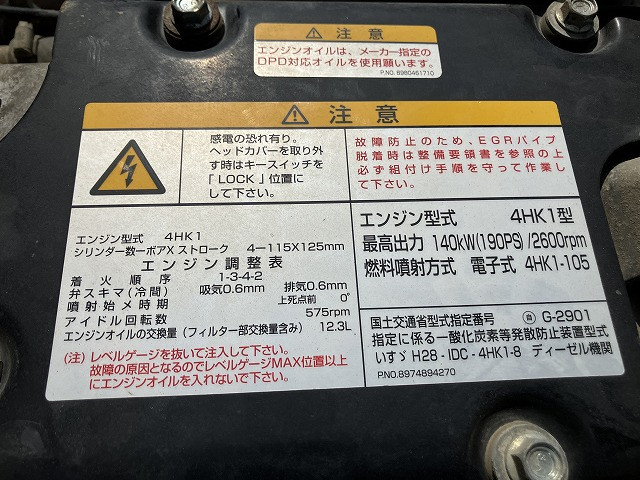 注意
エンジンオイルは、メーカー指定の
DPD対応オイルを使用願います。
P.NO. 8980461710
注意
感電の恐れ有り。
ヘッドカバーを取り外
す時はキースイッチを
「LOCK」位置に
して下さい。
故障防止のため、EGRパイプ
脱着時は整備要領書を参照の上
必ず組付け手順を守って作業し
て下さい。
エンジン型式 4HK1
シリンダー数ーボアXストローク 4ー115X125mm
エンジン調整表
着火順序 1-3-4-2
弁スキマ(冷間) 吸気0.6mm 排気0.6mm
噴射始メ時期 上死点前 0°
アイドル回転数 575rpm
エンジンオイルの交換量(フィルター部交換量含み) 12.3L
(注)レベルゲージを抜いて注入して下さい。
故障の原因となるのでレベルゲージMAX位置以上
にエンジンオイルを入れないで下さい。
エンジン型式 4HK1型
最高出力 140kW(190PS)/2600rpm
燃料噴射方式 電子式 4HK1-105
国土交通省型式指定番号 G-2901
指定に係る一酸化炭素等発散防止装置型式
いすゞ H28-IDC-4HK1-8 ディーゼル機関
P.NO. 8974894270